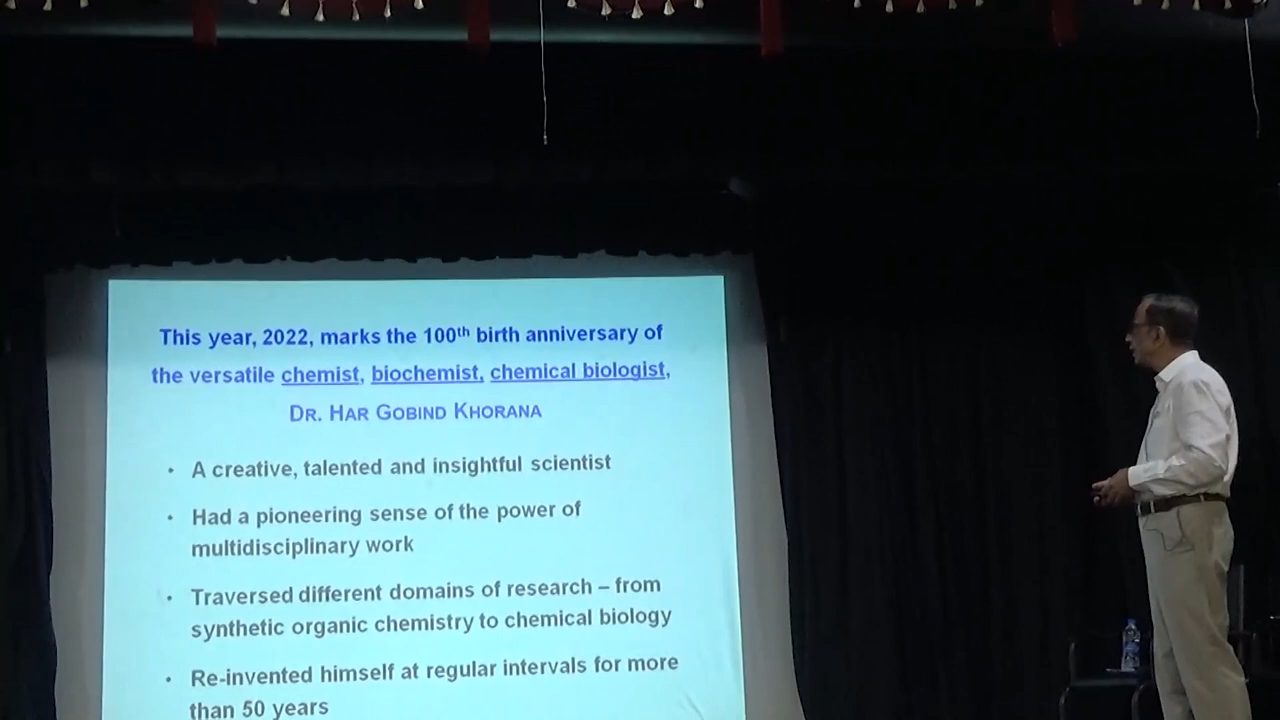 This year, 2022, marks the 100th birth anniversary of
the versatile chemist, biochemist, chemical biologist,
DR. HAR GOBIND KHORANA
• A creative, talented and insightful scientist
• Had a pioneering sense of the power of
multidisciplinary work
• Traversed different domains of research – from
synthetic organic chemistry to chemical biology
• Re-invented himself at regular intervals for more
than 50 years